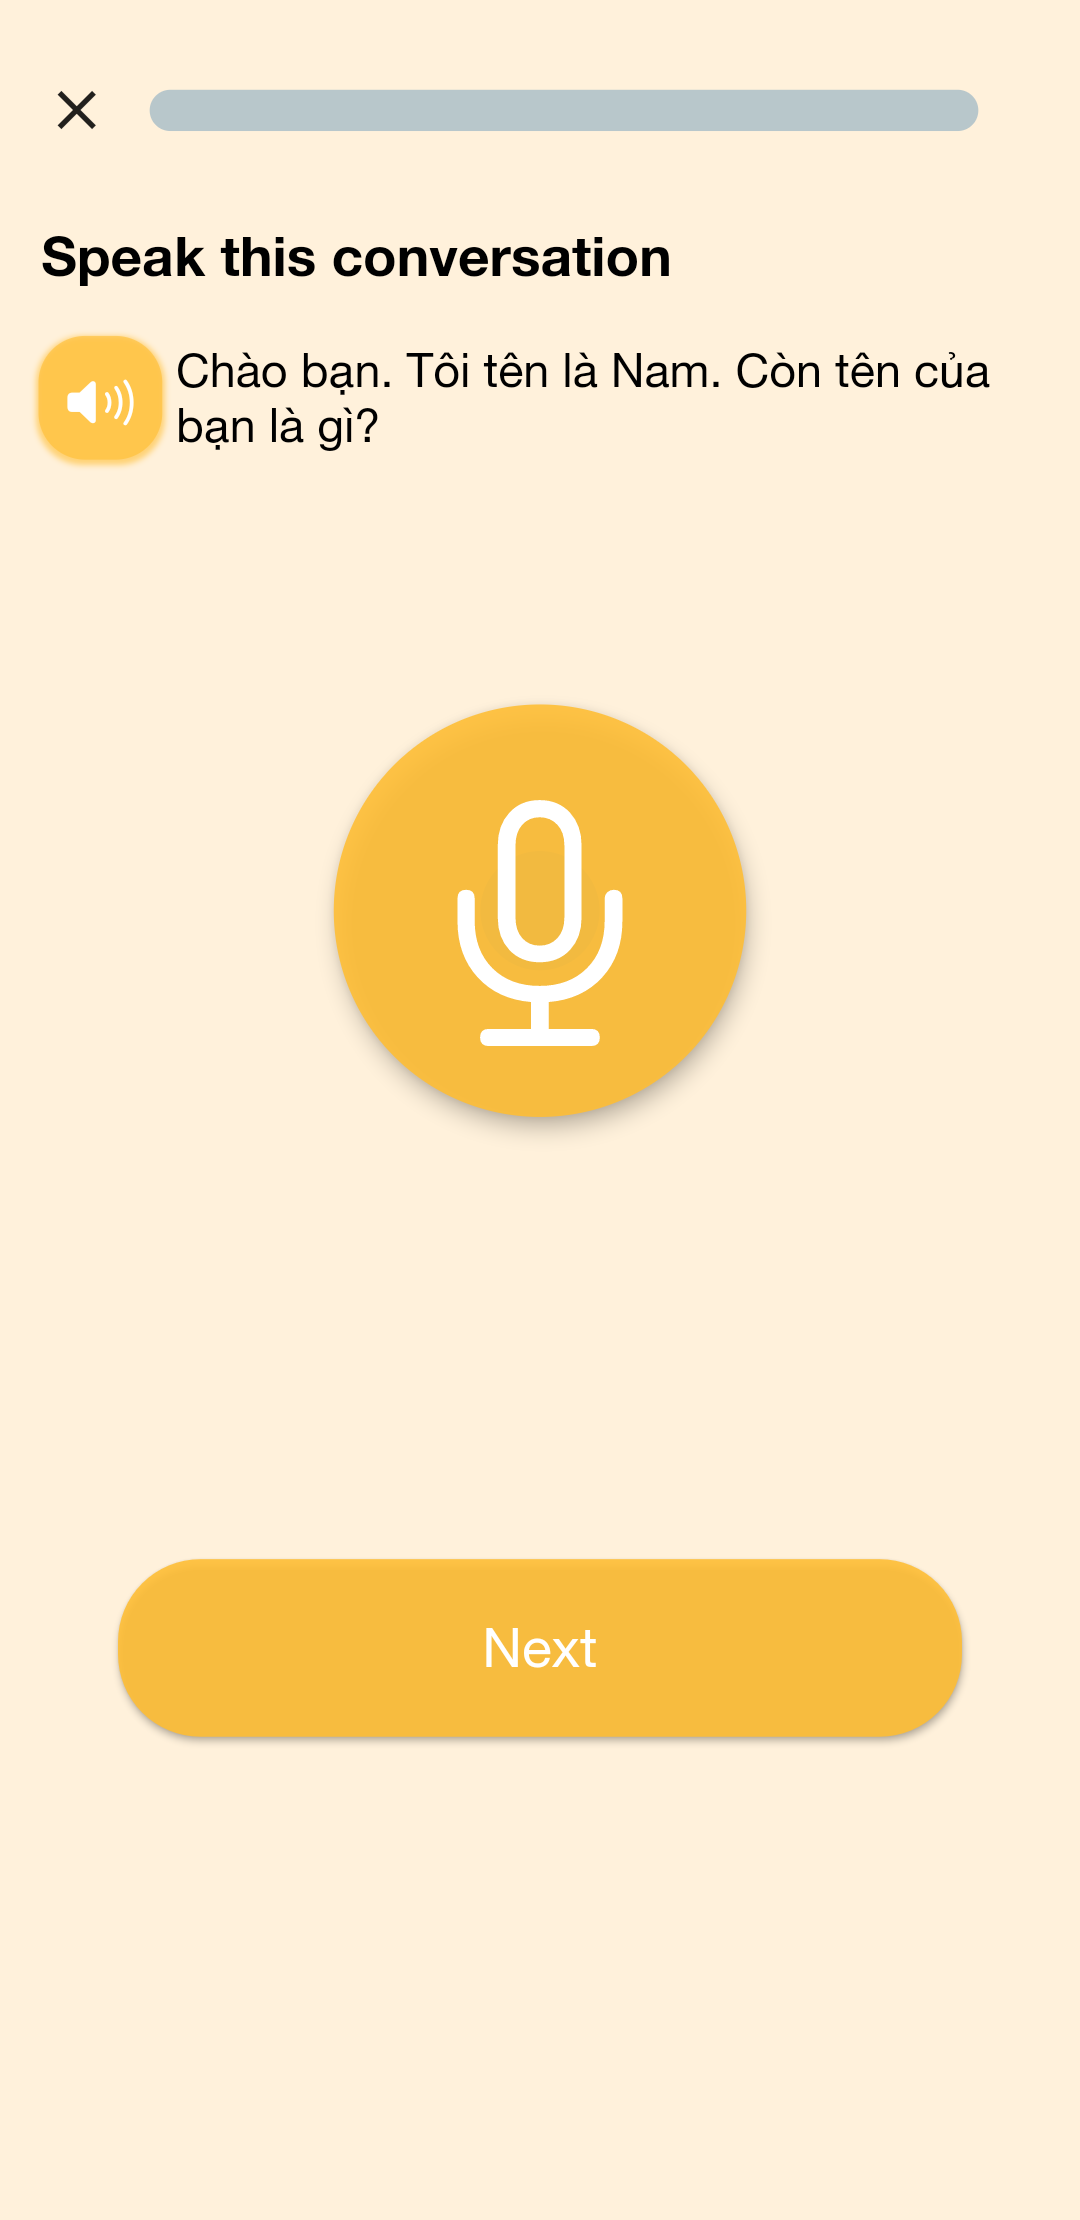 Speak this conversation
Chào bạn. Tôi tên là Nam. Còn tên của
bạn là gì?
Next